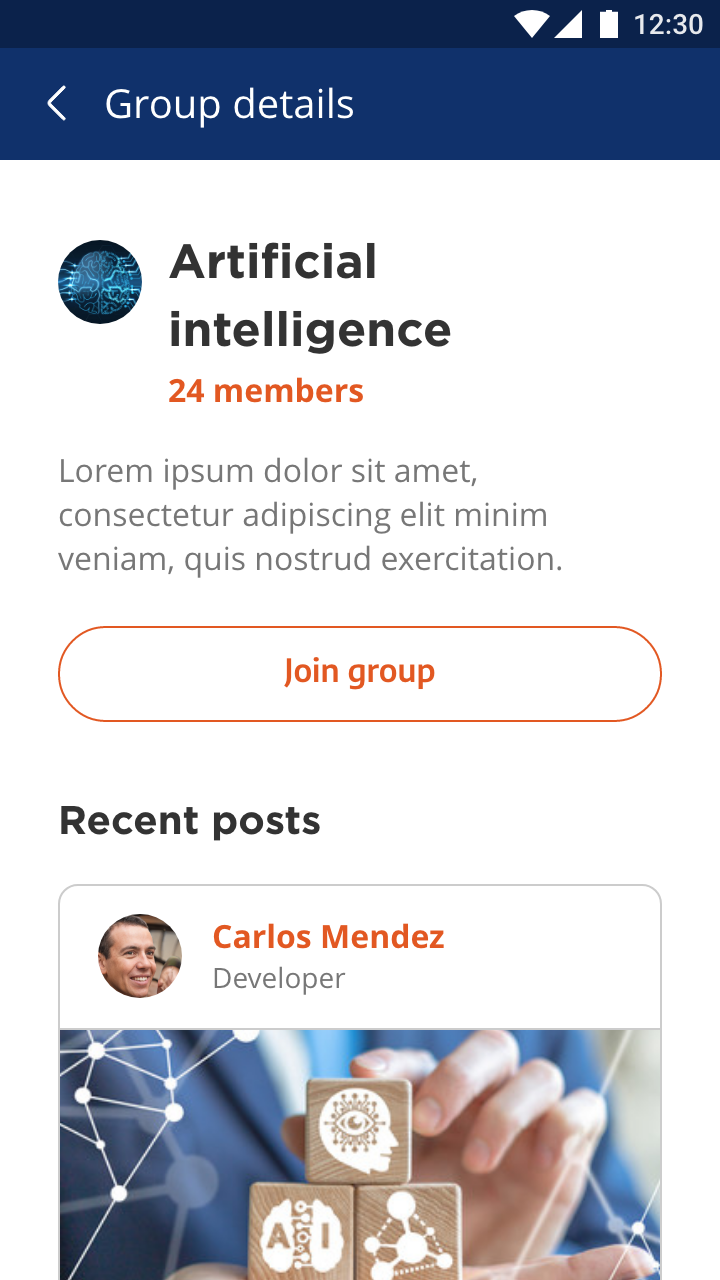 12:30
Group details
Artificial
intelligence
24 members
Lorem ipsum dolor sit amet,
consectetur adipiscing elit minim
veniam, quis nostrud exercitation.
Join group
Recent posts
Carlos Mendez
Developer
A I